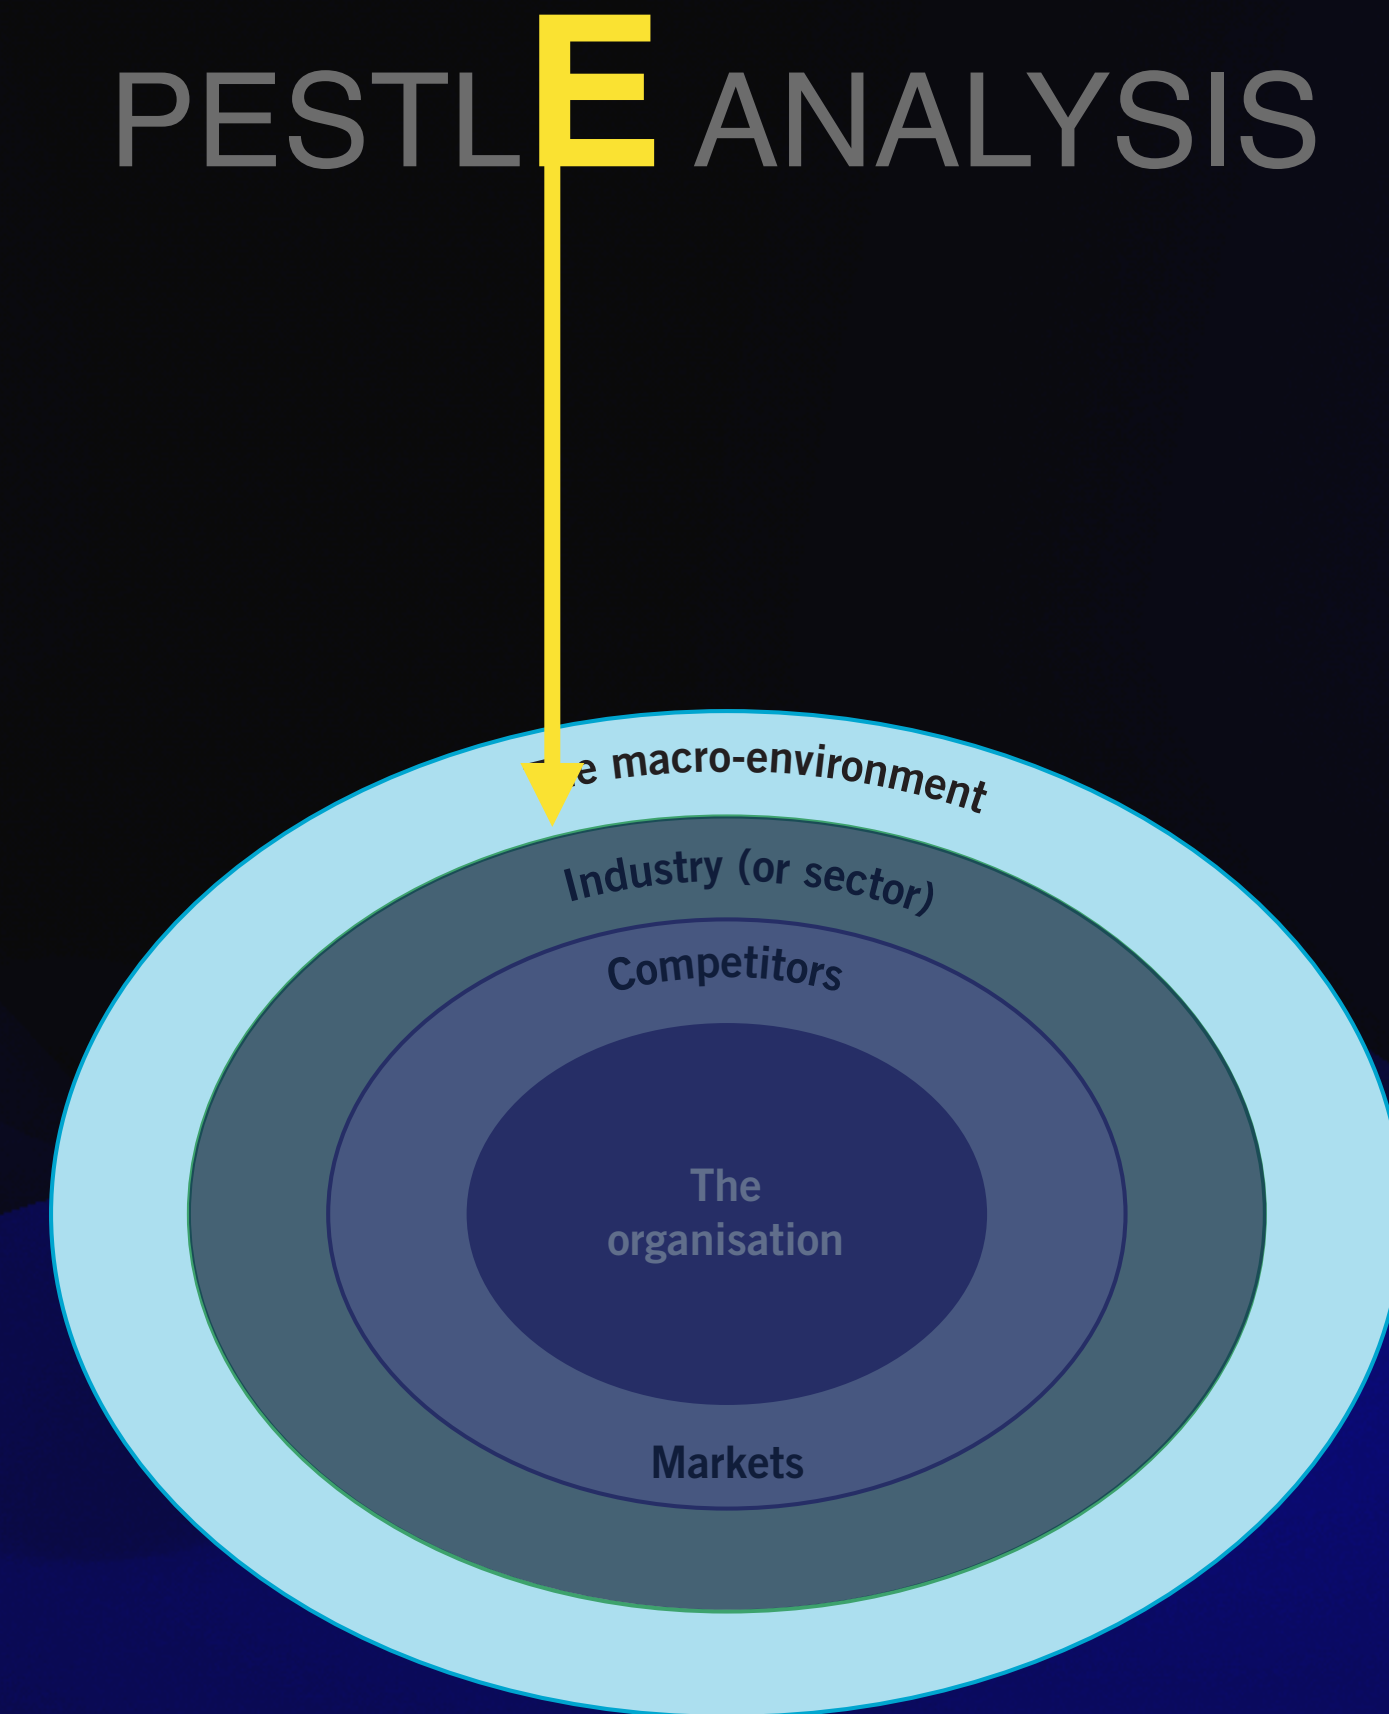 PESTLE ANALYSIS
macro-environment
Industry (or sector)
Competitors
The
organisation
Markets